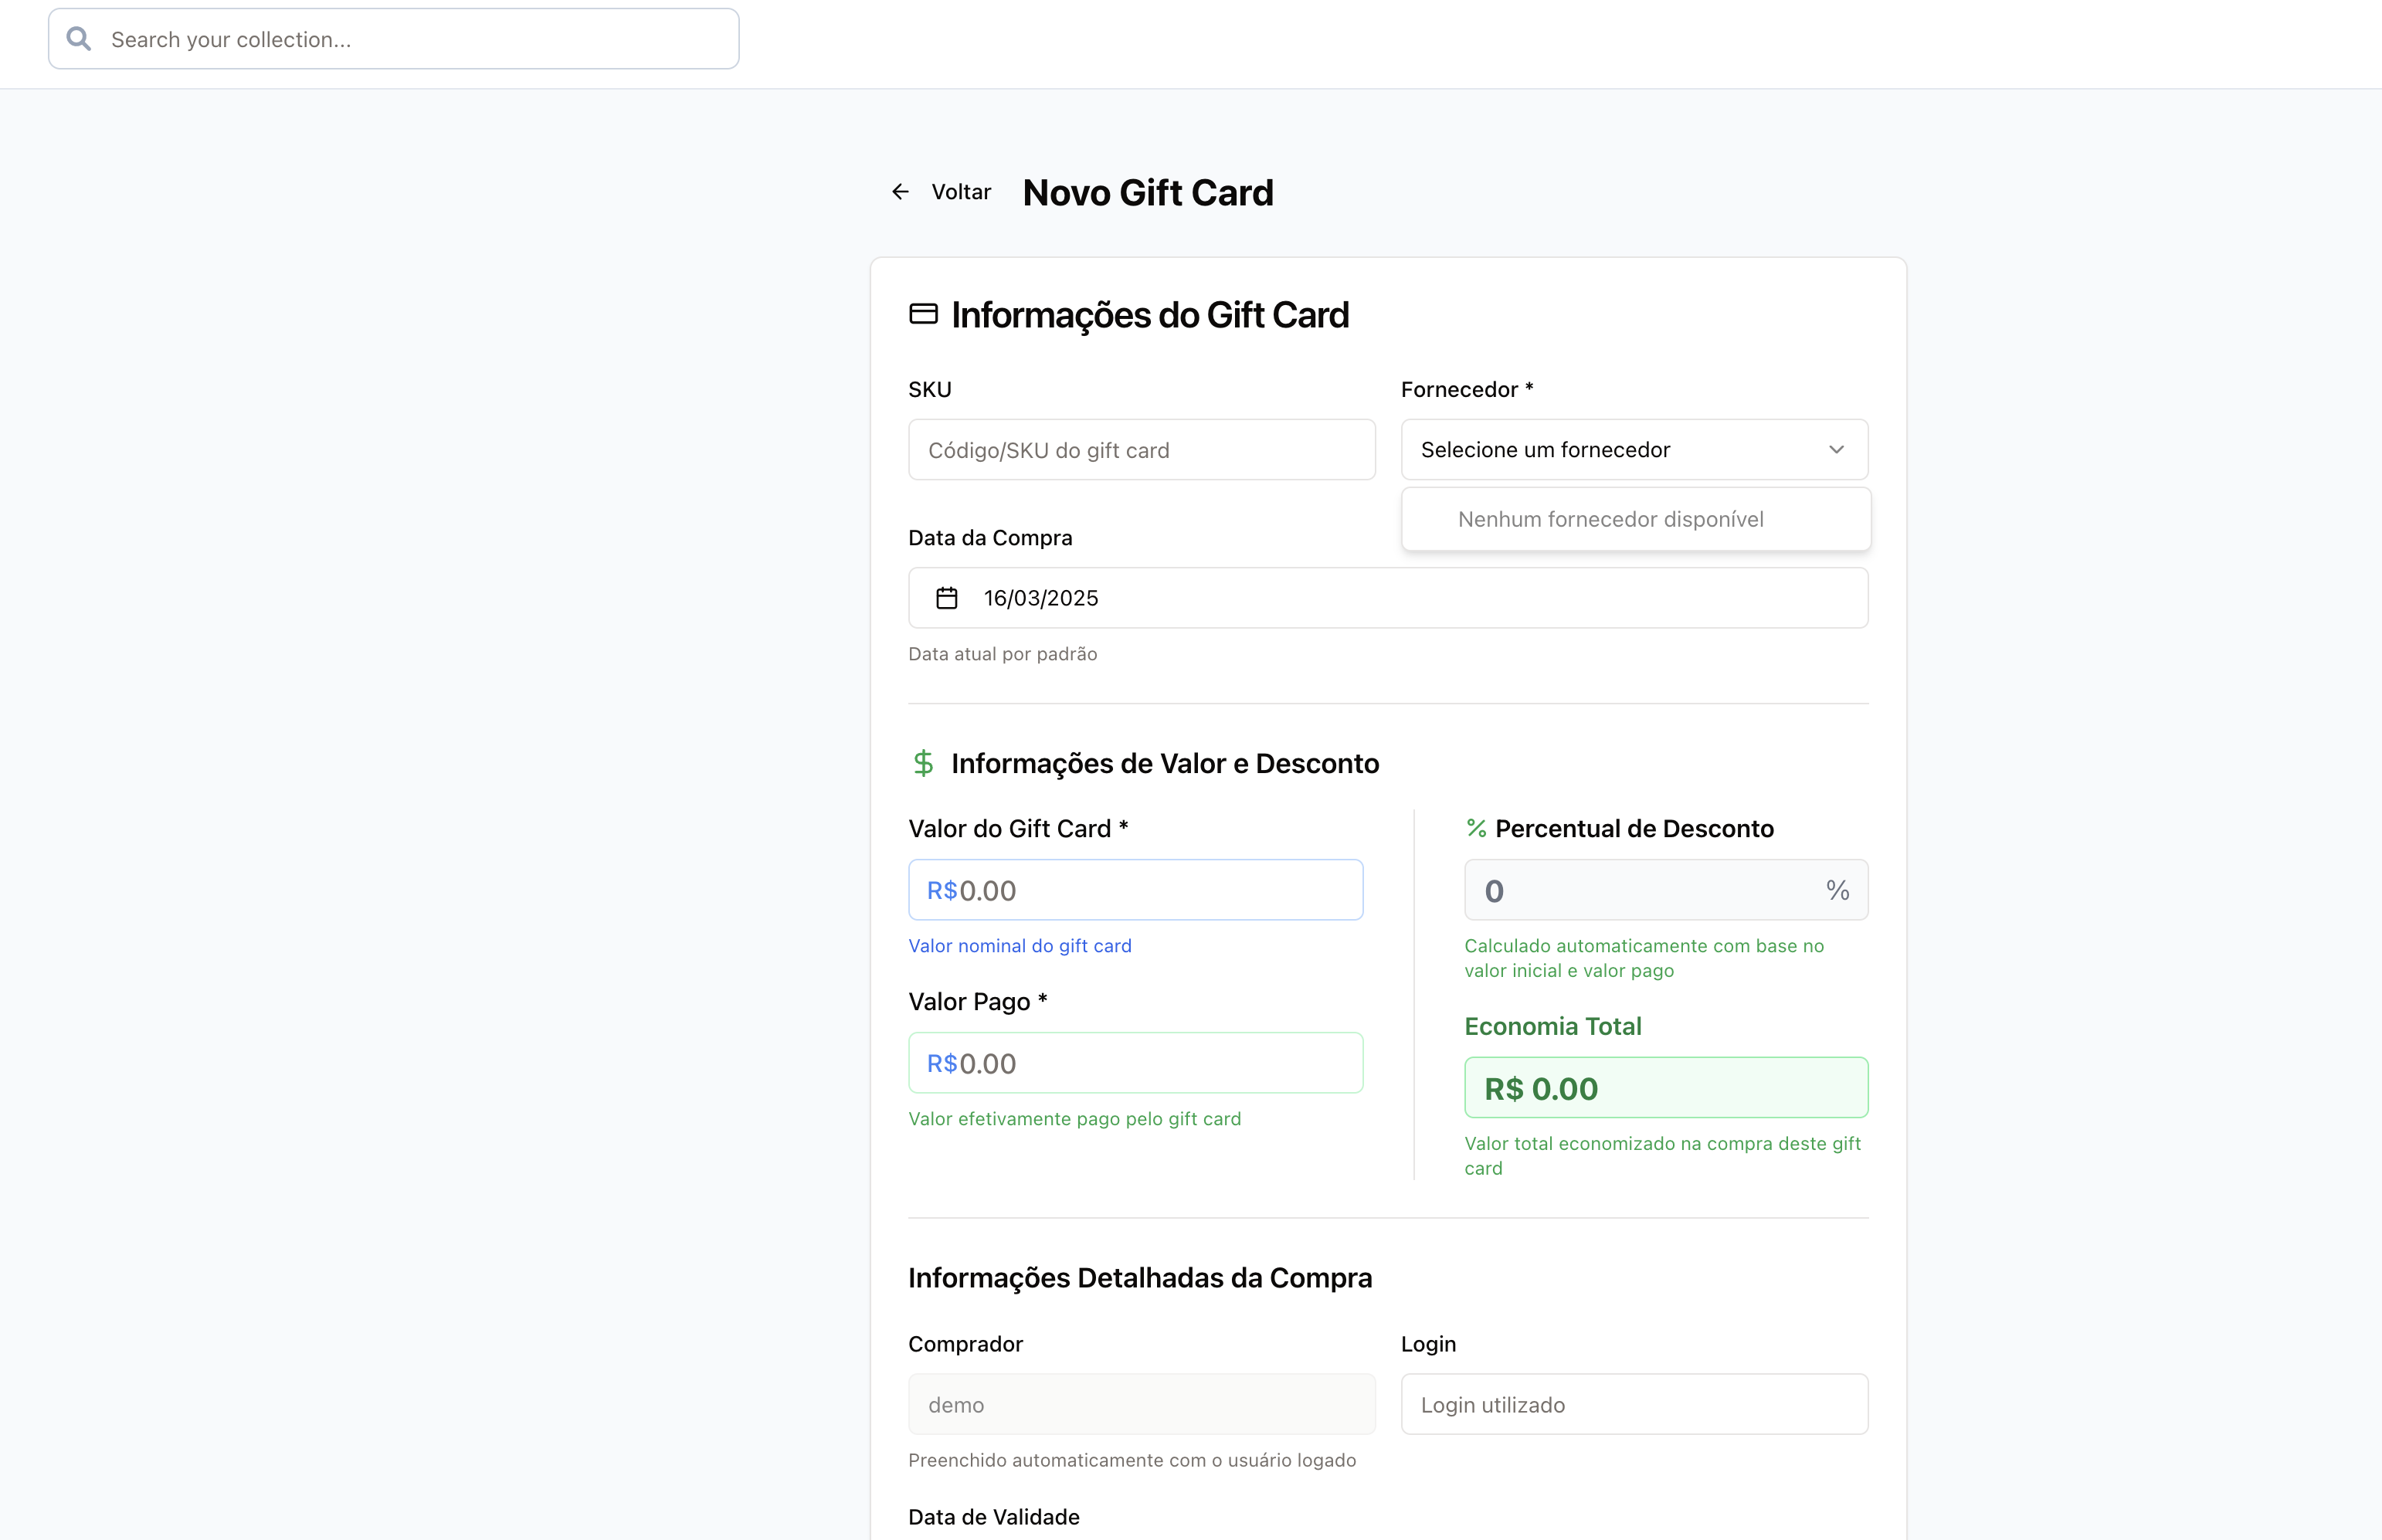 Search your collection...
Voltar
Novo Gift Card
Informações do Gift Card
SKU
Fornecedor *
Código/SKU do gift card
Selecione um fornecedor
Nenhum fornecedor disponível
Data da Compra
16/03/2025
Data atual por padrão
$ Informações de Valor e Desconto
Valor do Gift Card *
R$0.00
Valor nominal do gift card
Valor Pago *
R$0.00
Valor efetivamente pago pelo gift card
% Percentual de Desconto
0 %
Calculado automaticamente com base no
valor inicial e valor pago
Economia Total
R$ 0.00
Valor total economizado na compra deste gift
card
Informações Detalhadas da Compra
Comprador
Login
demo
Login utilizado
Preenchido automaticamente com o usuário logado
Data de Validade